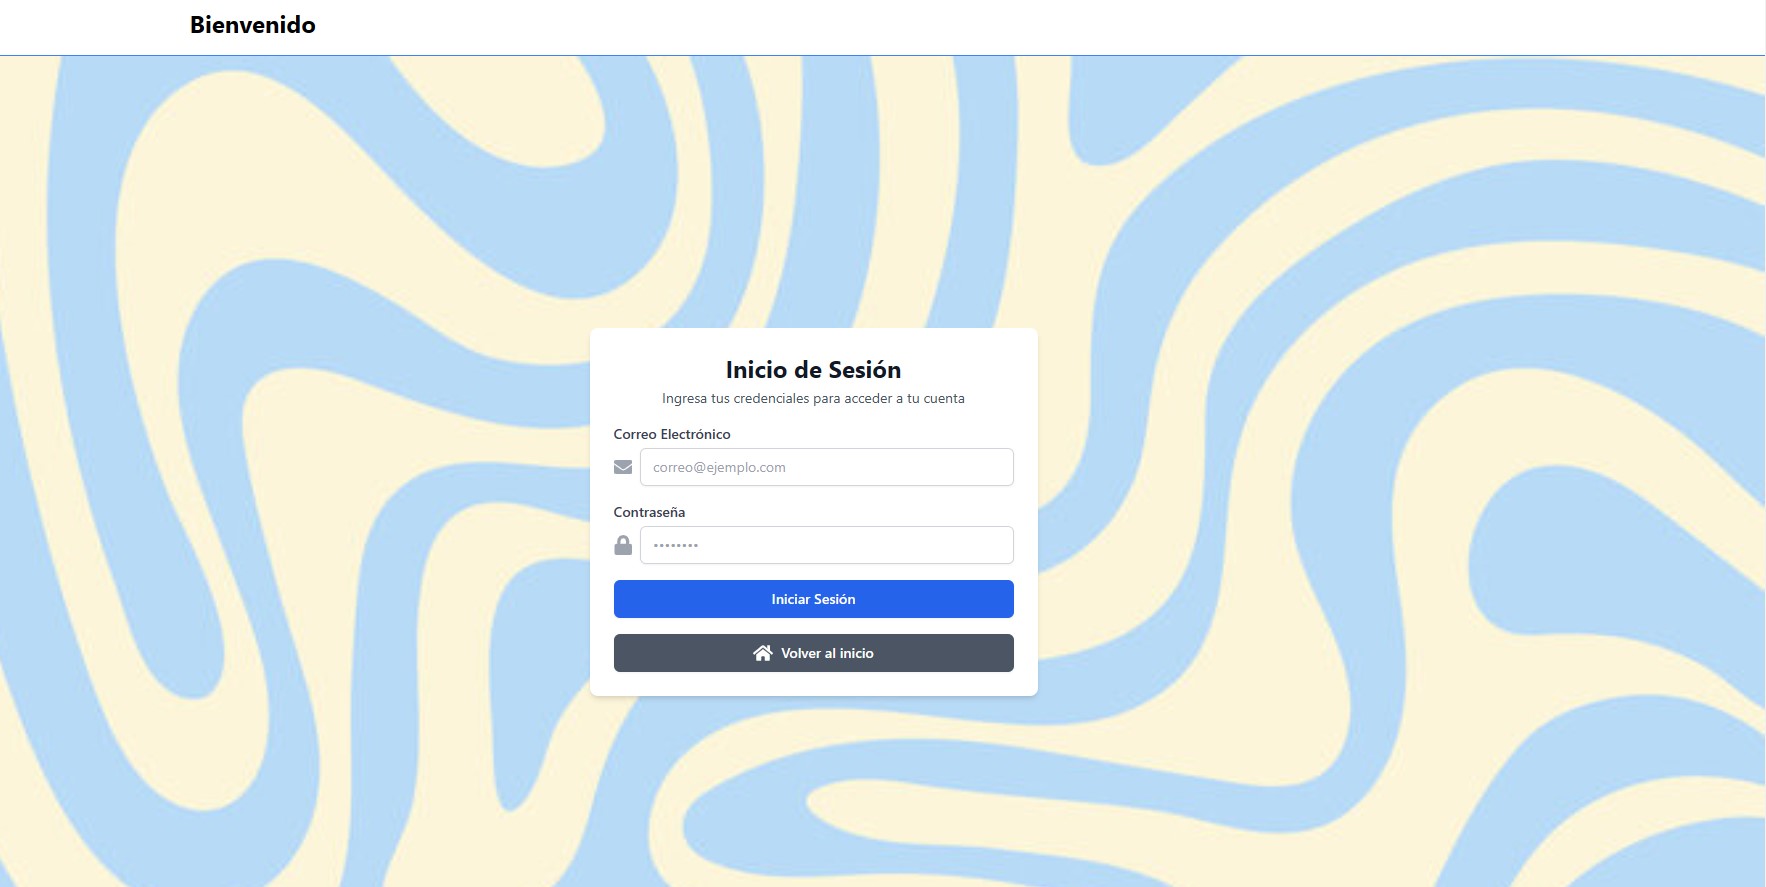 Bienvenido
Inicio de Sesión
Ingresa tus credenciales para acceder a tu cuenta
Correo Electrónico
correo@ejemplo.com
Contraseña
••••••••
Iniciar Sesión
Volver al inicio